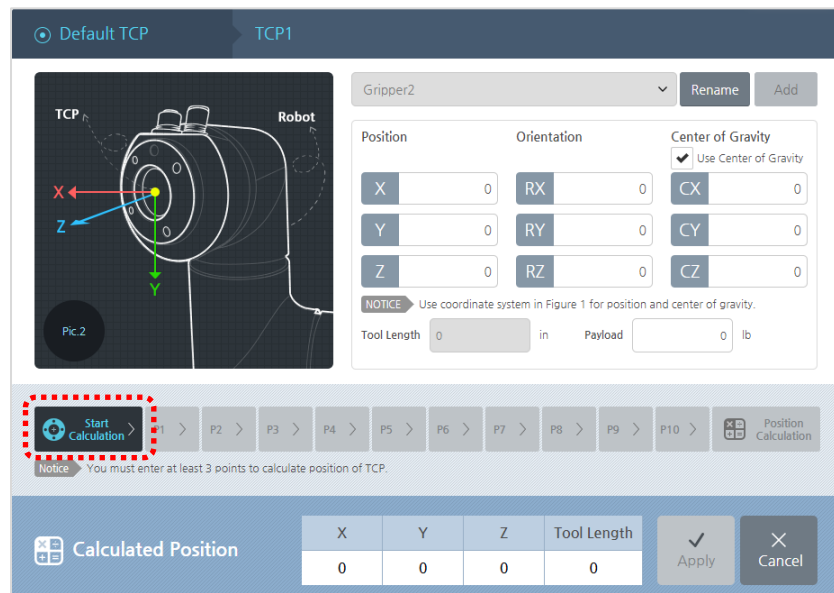 Default TCP
TCP1
TCP
Robot
X
Z
Y
Pic.2
Gripper2
Rename
Add
Position
Orientation
Center of Gravity
Use Center of Gravity
X 0
RX 0
CX 0
Y 0
RY 0
CY 0
Z 0
RZ 0
CZ 0
NOTICE Use coordinate system in Figure 1 for position and center of gravity.
Tool Length 0 in
Payload 0 lb
Start
Calculation
P1
P2
P3
P4
P5
P6
P7
P8
P9
P10
Position
Calculation
Notice You must enter at least 3 points to calculate position of TCP.
Calculated Position
X Y Z Tool Length
0 0 0 0
Apply
Cancel